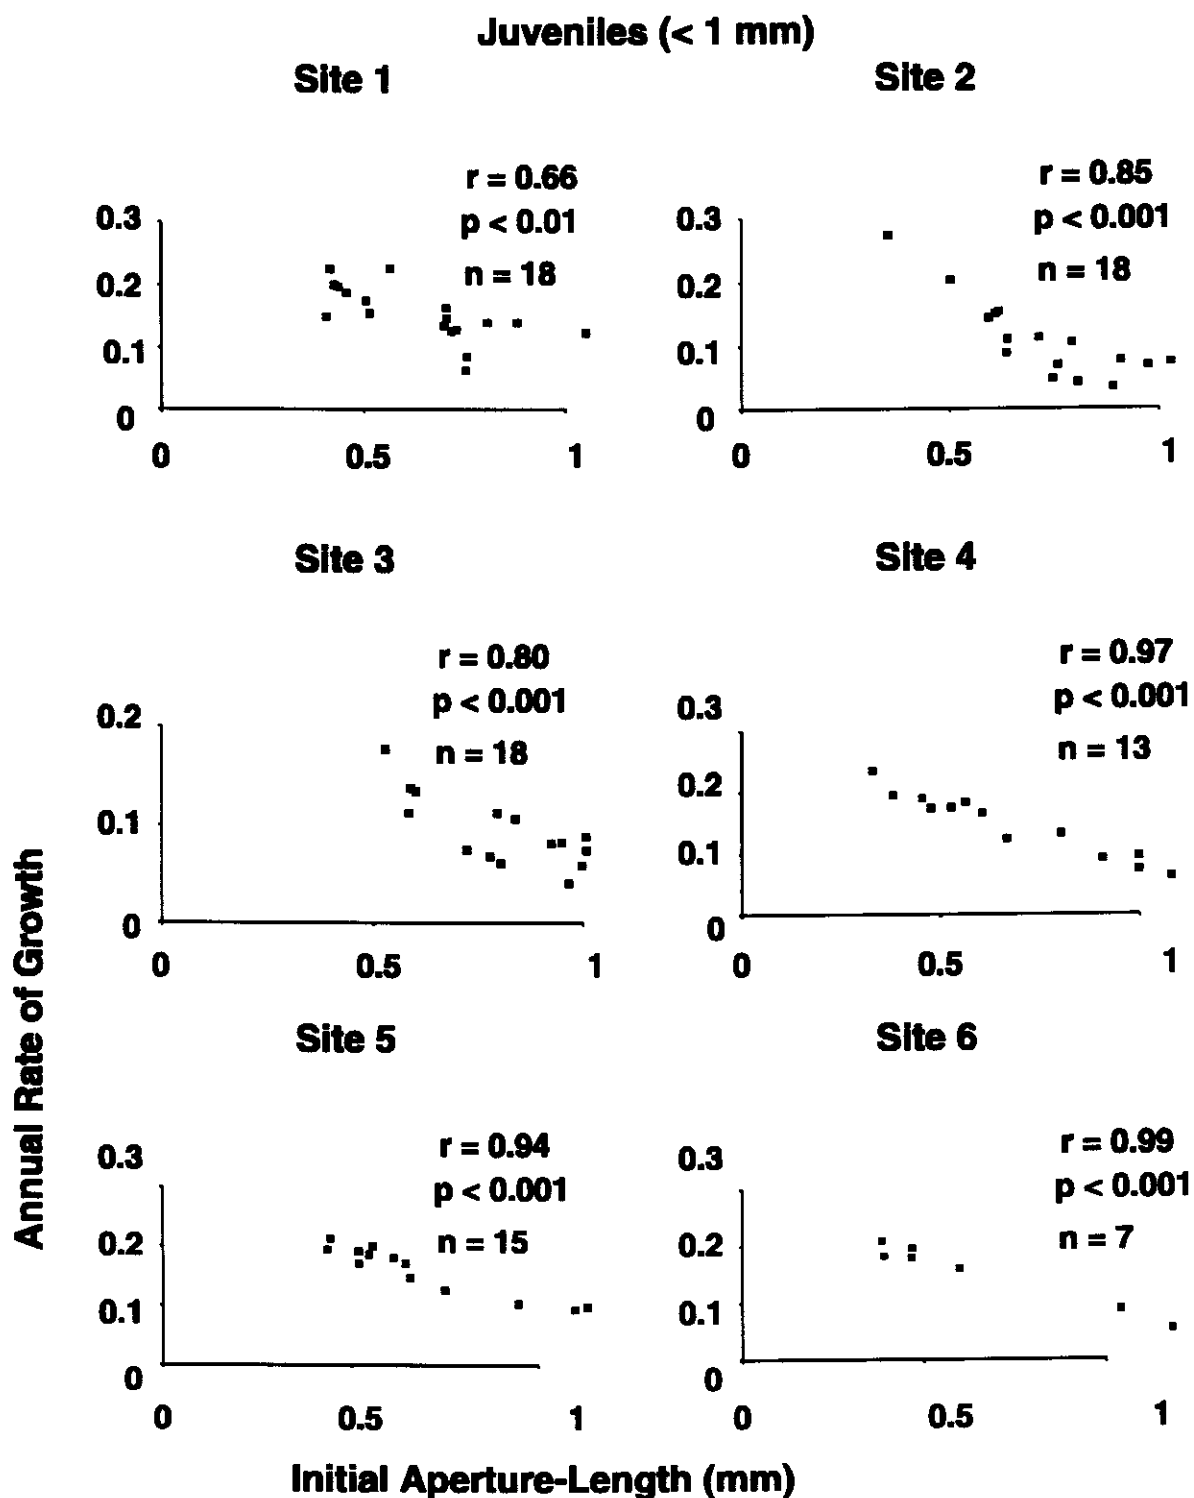 Juveniles (< 1 mm)
Site 1
Site 2
r = 0.66
p < 0.01
n = 18
0.3
0.2
0.1
0
0
0.5
1
r = 0.85
p < 0.001
n = 18
0.3
0.2
0.1
0
0
0.5
1
Site 3
Site 4
r = 0.80
p < 0.001
n = 18
0.2
0.1
0
0
0.5
1
r = 0.97
p < 0.001
n = 13
0.3
0.2
0.1
0
0
0.5
1
Annual Rate of Growth
Site 5
Site 6
r = 0.94
p < 0.001
n = 15
0.3
0.2
0.1
0
0
0.5
1
r = 0.99
p < 0.001
n = 7
0.3
0.2
0.1
0
0
0.5
1
Initial Aperture-Length (mm)